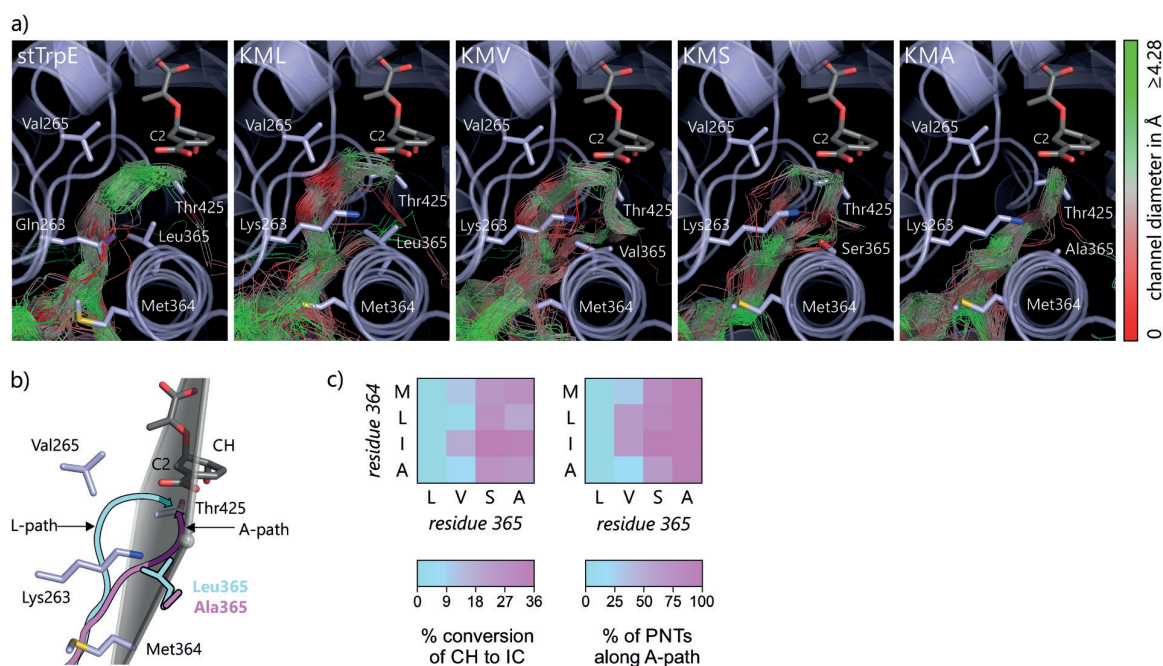 a)
stTrpE
Val265
C2
Gln263
Thr425
Leu365
Met364
KML
Val265
C2
Lys263
Thr425
Leu365
Met364
KMV
Val265
C2
Lys263
Thr425
Val365
Met364
KMS
Val265
C2
Lys263
Thr425
Ser365
Met364
KMA
Val265
C2
Lys263
Thr425
Ala365
Met364
0 channel diameter in Å ≥4.28
b)
Val265
CH
C2
Thr425
L-path
A-path
Lys263
Leu365
Ala365
Met364
c)
residue 364
M
L
I
A
L V S A
residue 365
0 9 18 27 36
% conversion
of CH to IC
M
L
I
A
L V S A
residue 365
0 25 50 75 100
% of PNTs
along A-path